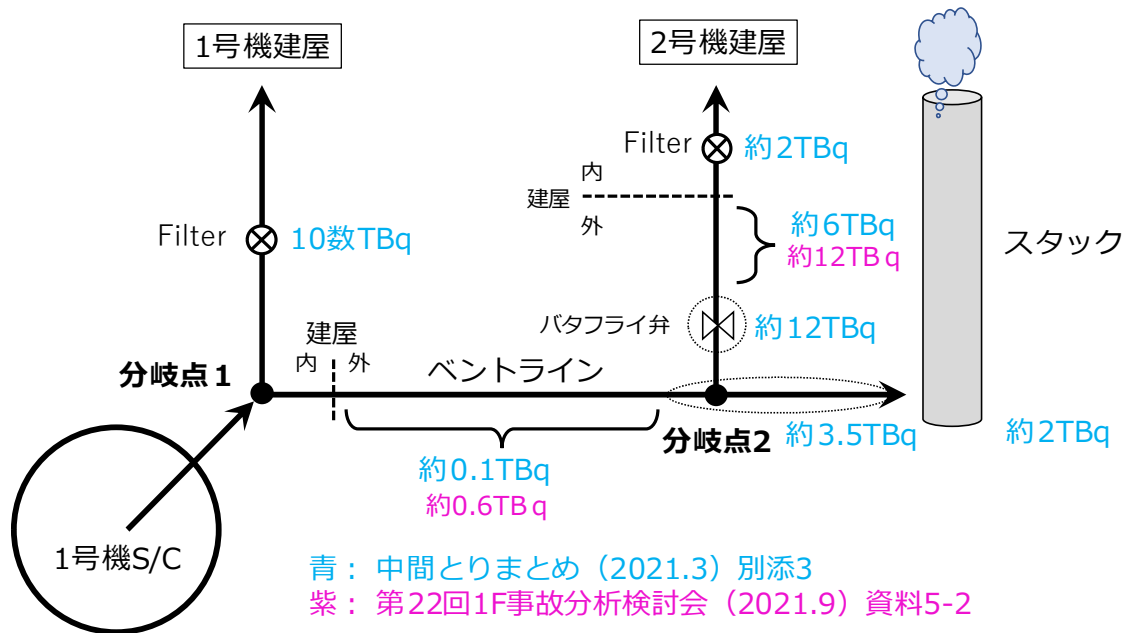 1号機建屋
2号機建屋
Filter
約2TBq
内
建屋
外
約6TBq
約12TBq
Filter
10数TBq
スタック
バタフライ弁
約12TBq
建屋
内 外
ベントライン
分岐点1
分岐点2
約3.5TBq
約2TBq
約0.1TBq
約0.6TBq
1号機S/C
青： 中間とりまとめ（2021.3）別添3
紫： 第22回1F事故分析検討会（2021.9）資料5-2